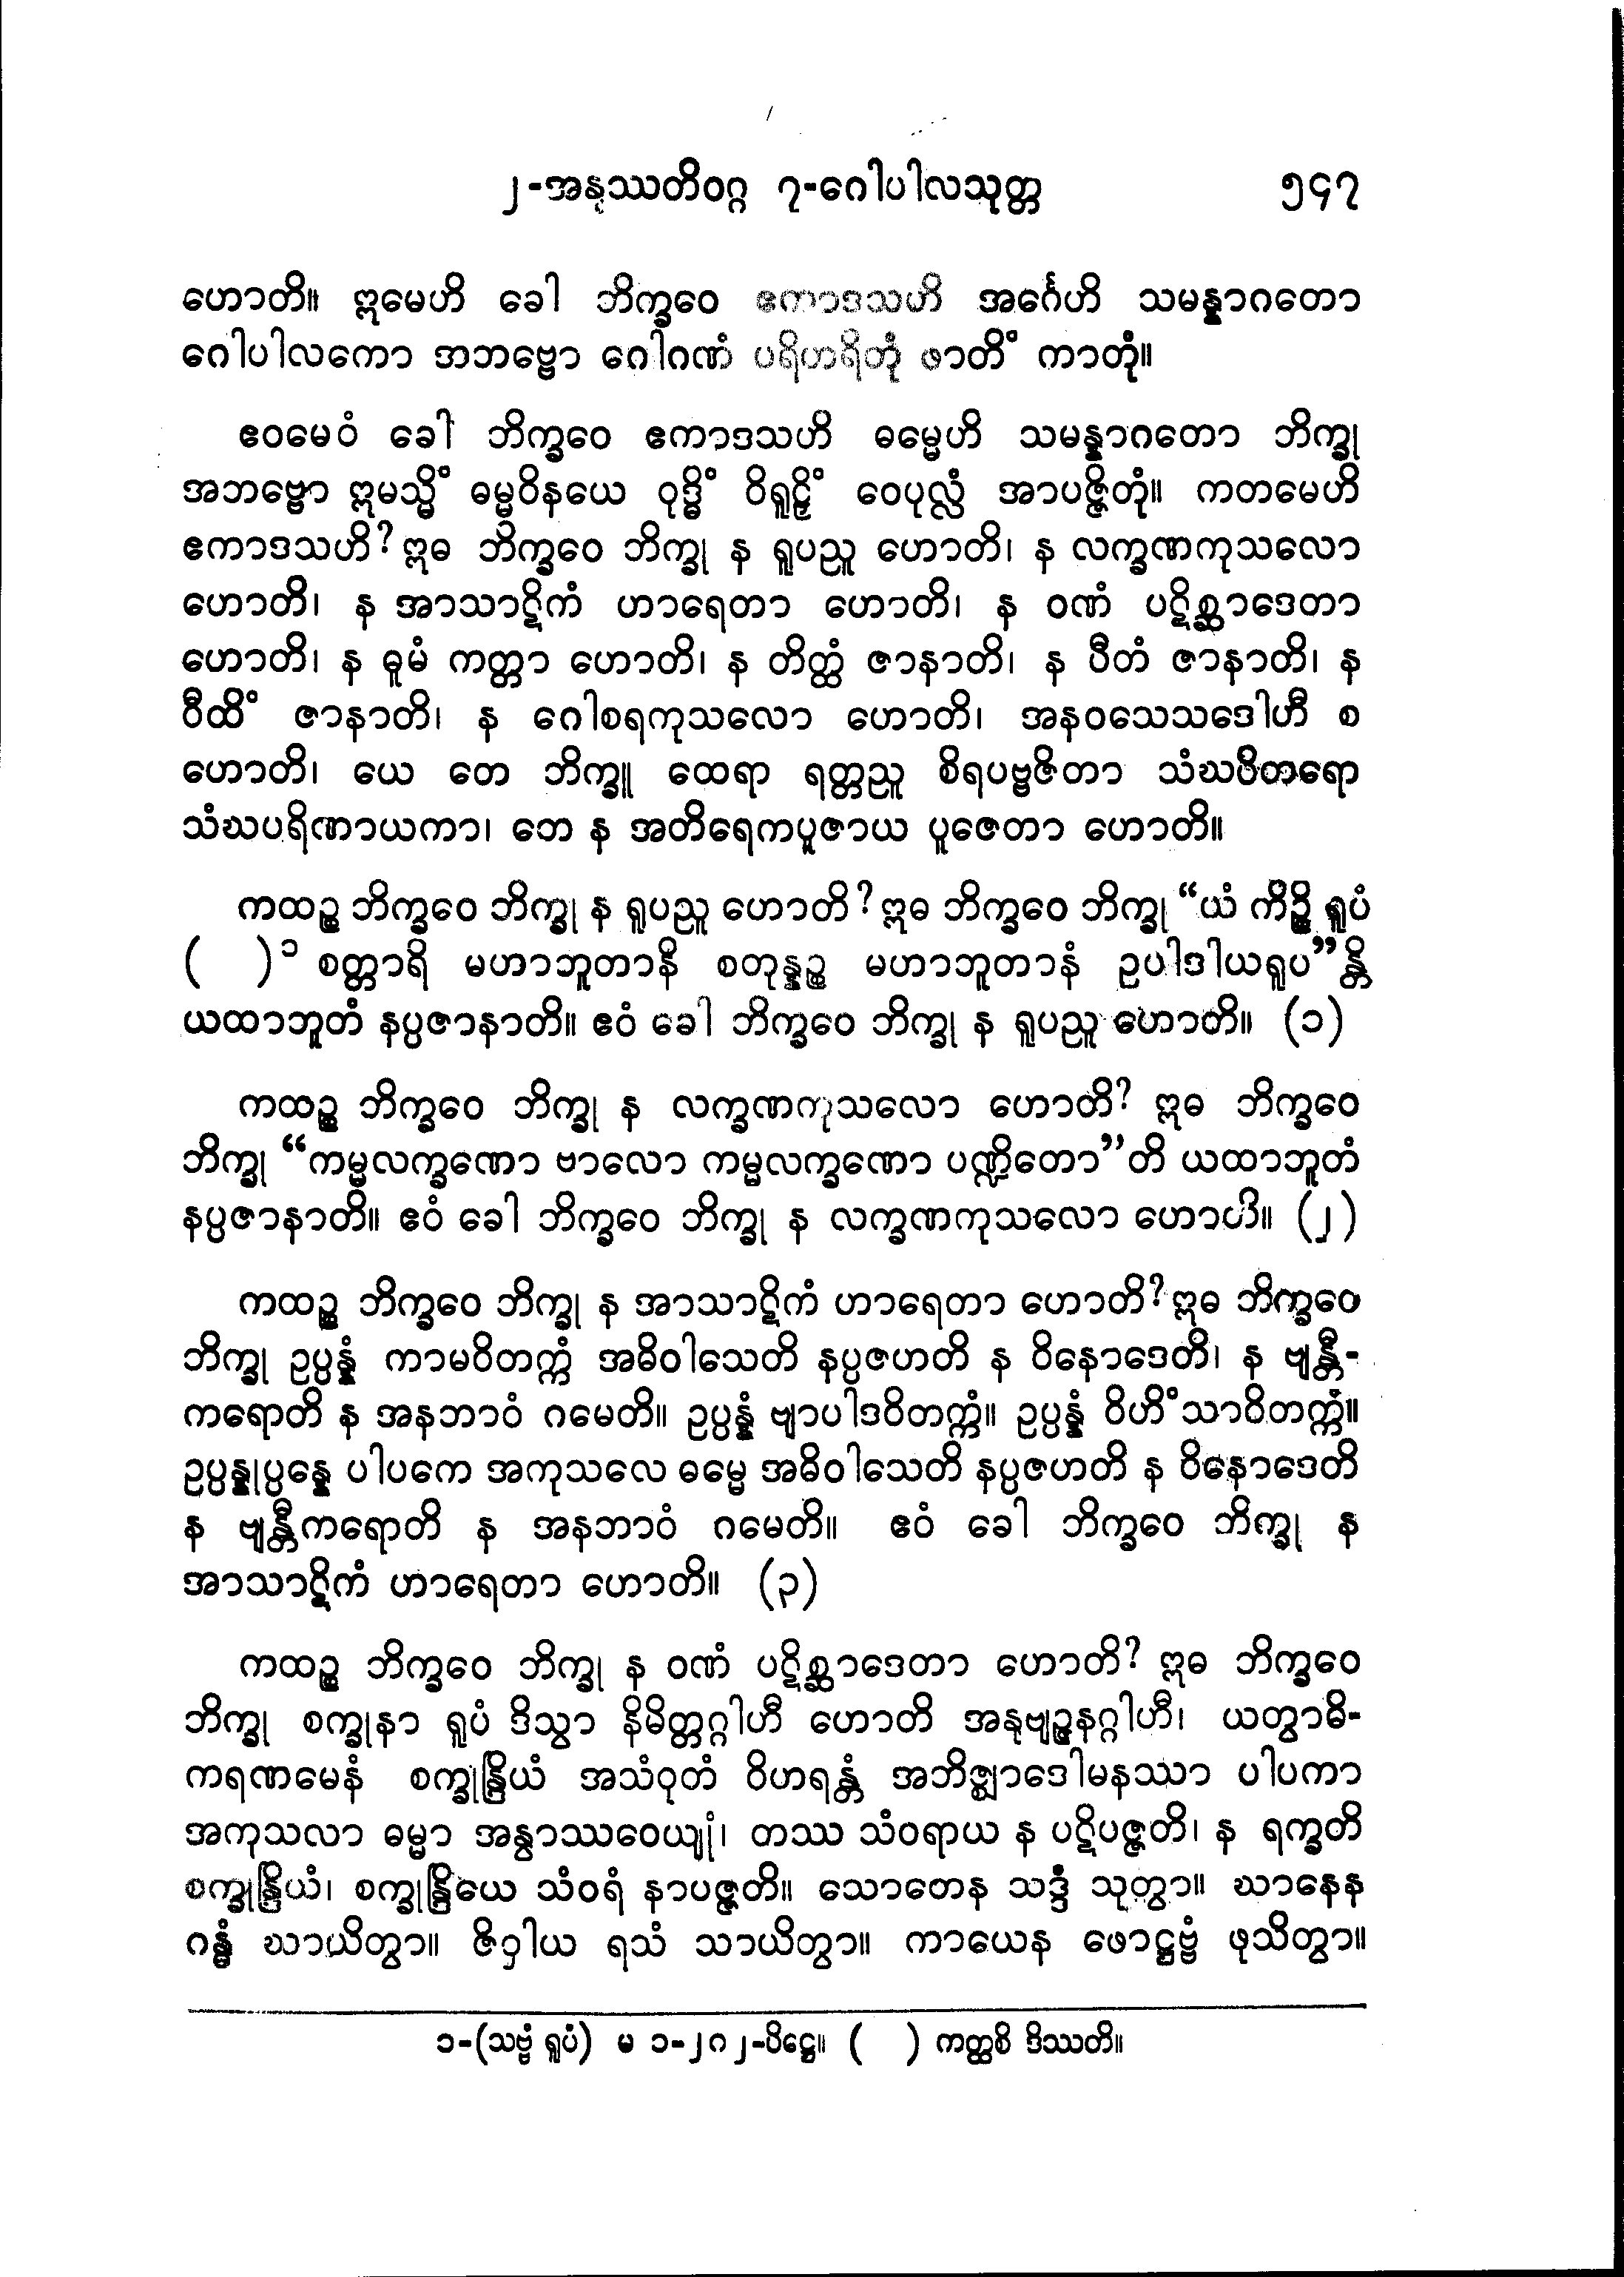 ၂-အနုဿတိဝဂ္ဂ ၇-ဂေါပါလသုတ္တ ၅၄၇
ဟောတိ။ ဣမေဟိ ခေါ ဘိက္ခဝေ ဧကာဒသဟိ အင်္ဂေဟိ သမန္နာဂတော
ဂေါပါလကော အဘဗ္ဗော ဂေါဂဏံ ပရိဟရိတုံ ဖာတိံ ကာတုံ။
ဧဝမေဝံ ခေါ ဘိက္ခဝေ ဧကာဒသဟိ ဓမ္မေဟိ သမန္နာဂတော ဘိက္ခု
အဘဗ္ဗော ဣမသ္မိံ ဓမ္မဝိနယေ ဝုဒ္ဓိံ ဝိရူဠှိံ ဝေပုလ္လံ အာပဇ္ဇိတုံ။ ကတမေဟိ
ဧကာဒသဟိ? ဣဓ ဘိက္ခဝေ ဘိက္ခု န ရူပညူ ဟောတိ၊ န လက္ခဏကုသလော
ဟောတိ၊ န အာသာဋိကံ ဟာရေတာ ဟောတိ၊ န ဝဏံ ပဋိစ္ဆာဒေတာ
ဟောတိ၊ န ဓူမံ ကတ္တာ ဟောတိ၊ န တိတ္ထံ ဇာနာတိ၊ န ပီတံ ဇာနာတိ၊ န
ဝီထိံ ဇာနာတိ၊ န ဂေါစရကုသလော ဟောတိ၊ အနဝသေသဒေါဟီ စ
ဟောတိ၊ ယေ တေ ဘိက္ခူ ထေရာ ရတ္တညူ စိရပဗ္ဗဇိတာ သံဃပိတရော
သံဃပရိဏာယကာ၊ တေ န အတိရေကပူဇာယ ပူဇေတာ ဟောတိ။
ကထဉ္စ ဘိက္ခဝေ ဘိက္ခု န ရူပညူ ဟောတိ? ဣဓ ဘိက္ခဝေ ဘိက္ခု “ယံ ကိဉ္စိ ရူပံ
( )၁ စတ္တာရိ မဟာဘူတာနိ စတုန္နဉ္စ မဟာဘူတာနံ ဥပါဒါယရူပ”န္တိ
ယထာဘူတံ နပ္ပဇာနာတိ။ ဧဝံ ခေါ ဘိက္ခဝေ ဘိက္ခု န ရူပညူ ဟောတိ။ (၁)
ကထဉ္စ ဘိက္ခဝေ ဘိက္ခု န လက္ခဏကုသလော ဟောတိ? ဣဓ ဘိက္ခဝေ
ဘိက္ခု “ကမ္မလက္ခဏော ဗာလော ကမ္မလက္ခဏော ပဏ္ဍိတော”တိ ယထာဘူတံ
နပ္ပဇာနာတိ။ ဧဝံ ခေါ ဘိက္ခဝေ ဘိက္ခု န လက္ခဏကုသလော ဟောတိ။ (၂)
ကထဉ္စ ဘိက္ခဝေ ဘိက္ခု န အာသာဋိကံ ဟာရေတာ ဟောတိ? ဣဓ ဘိက္ခဝေ
ဘိက္ခု ဥပ္ပန္နံ ကာမဝိတက္ကံ အဓိဝါသေတိ နပ္ပဇဟတိ န ဝိနောဒေတိ၊ န ဗျန္တီ-
ကရောတိ န အနဘာဝံ ဂမေတိ။ ဥပ္ပန္နံ ဗျာပါဒဝိတက္ကံ။ ဥပ္ပန္နံ ဝိဟိံသာဝိတက္ကံ။
ဥပ္ပန္နုပ္ပန္နေ ပါပကေ အကုသလေ ဓမ္မေ အဓိဝါသေတိ နပ္ပဇဟတိ န ဝိနောဒေတိ
န ဗျန္တီကရောတိ န အနဘာဝံ ဂမေတိ။ ဧဝံ ခေါ ဘိက္ခဝေ ဘိက္ခု န
အာသာဋိကံ ဟာရေတာ ဟောတိ။ (၃)
ကထဉ္စ ဘိက္ခဝေ ဘိက္ခု န ဝဏံ ပဋိစ္ဆာဒေတာ ဟောတိ? ဣဓ ဘိက္ခဝေ
ဘိက္ခု စက္ခုနာ ရူပံ ဒိသွာ နိမိတ္တဂ္ဂါဟီ ဟောတိ အနုဗျဉ္ဇနဂ္ဂါဟီ၊ ယတွာဓိ-
ကရဏမေနံ စက္ခုန္ဒြိယံ အသံဝုတံ ဝိဟရန္တံ အဘိဇ္ဈာဒေါမနဿာ ပါပကာ
အကုသလာ ဓမ္မာ အန္വာဿဝေယျုံ၊ တဿ သံဝရာယ န ပဋိပဇ္ဇတိ၊ န ရက္ခတိ
စက္ခုန္ဒြိယံ၊ စက္ခုန္ဒြိယေ သံဝရံ နာပဇ္ဇတိ။ သောတေန သဒ္ဒံ သုတွာ။ ဃာနေန
ဂန္ဓံ ဃာယိတွာ။ ဇိဝှါယ ရသံ သာယိတွာ။ ကာယေန ဖောဋ္ဌဗ္ဗံ ဖုသိတွာ။
၁-(သဗ္ဗံ ရူပံ) မ ၁-၂၈၂-ပိဋ္ဌေ။ ( ) ကတ္ထစိ ဒိဿတိ။